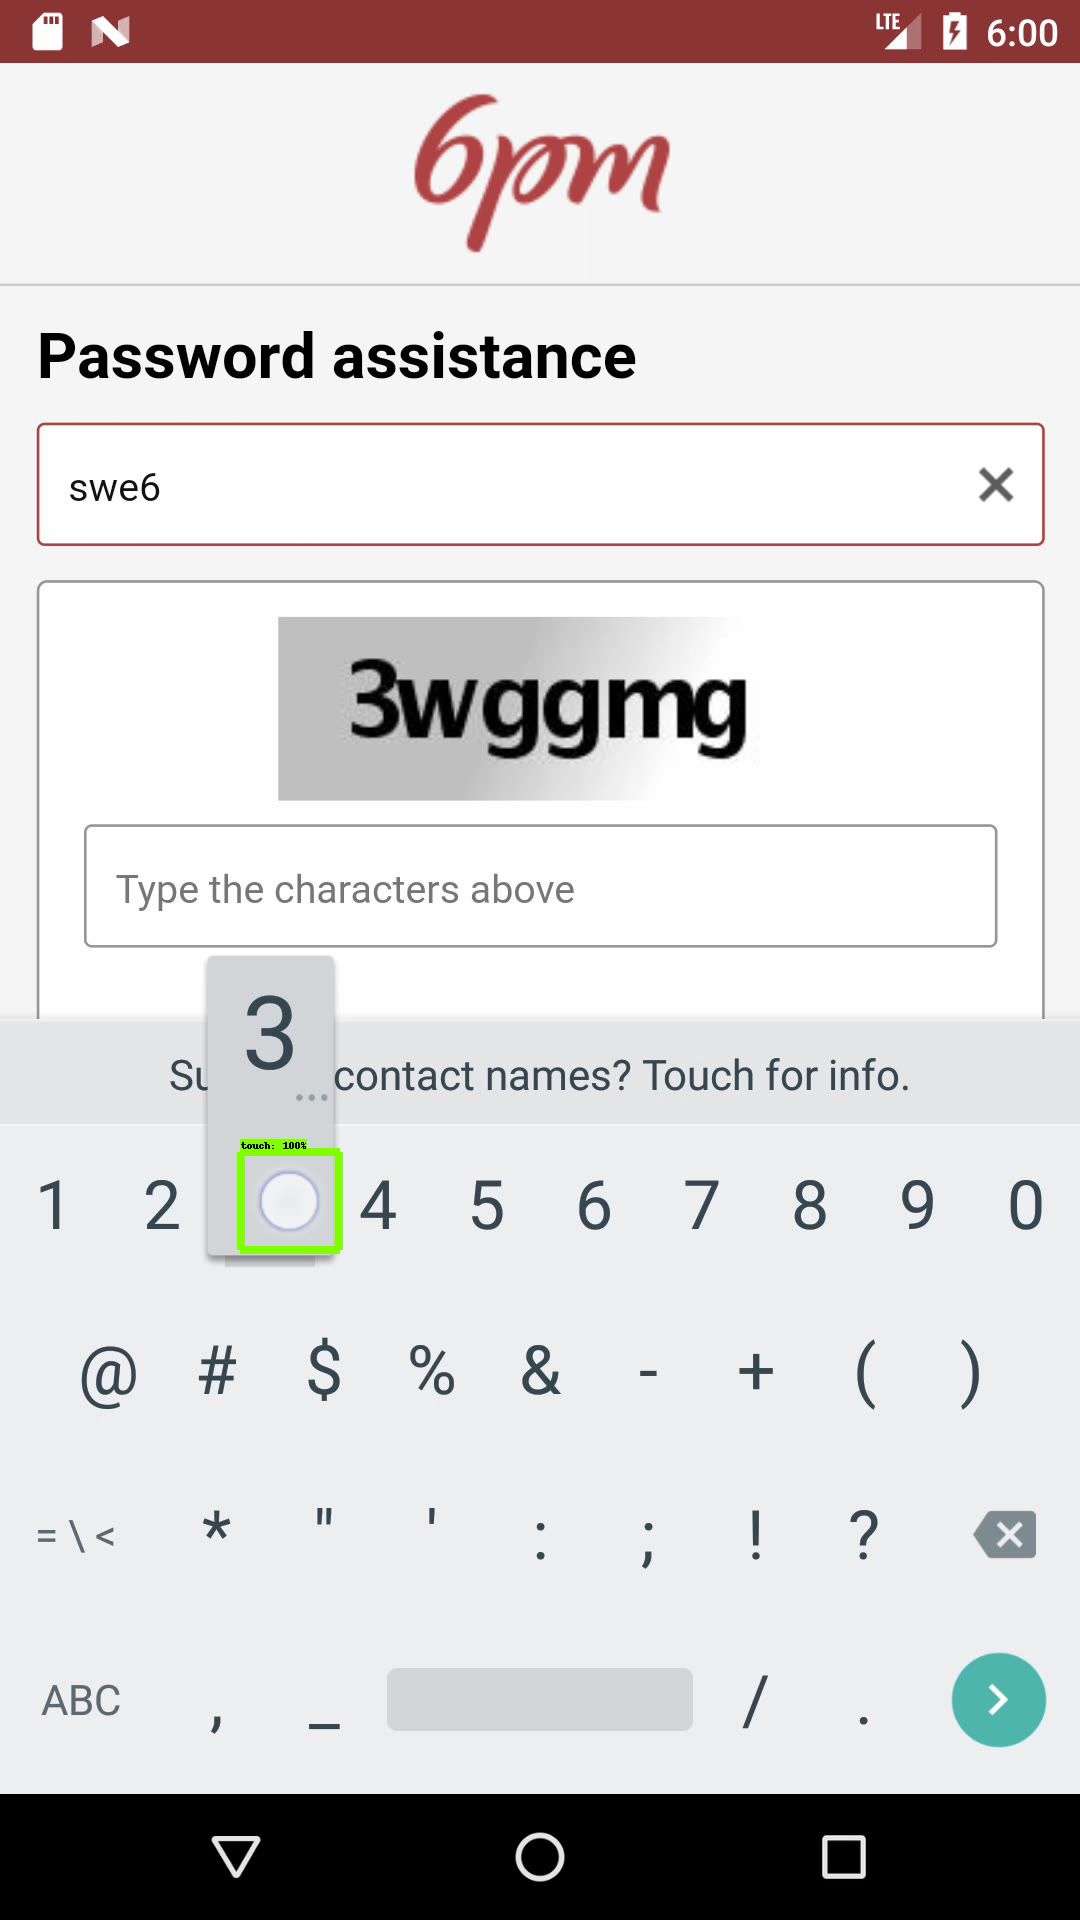 LTE 6:00
6pm
Password assistance
swe6
3wggmg
Type the characters above
3
...
contact names? Touch for info.
touch: 100%
1 2 4 5 6 7 8 9 0
@ # $ % & - + ( )
= \ < * " ' : ; ! ?
ABC , _ / .